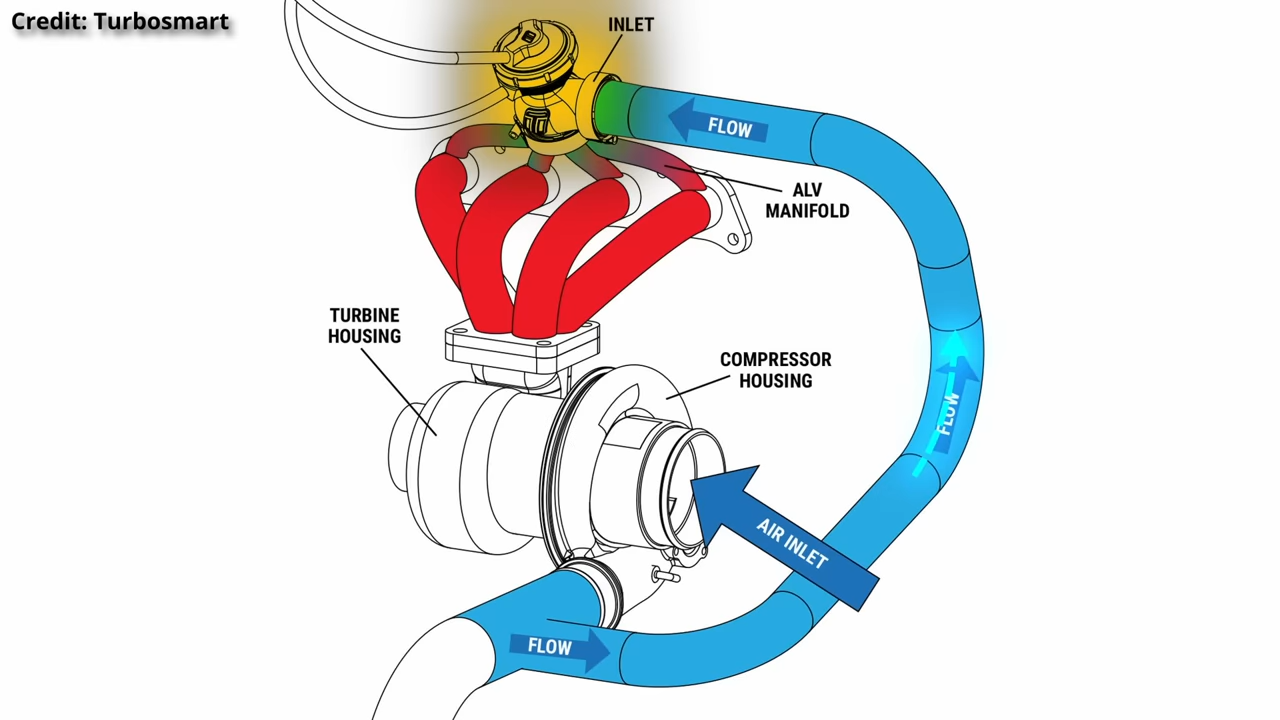 Credit: Turbosmart
INLET
FLOW
ALV
MANIFOLD
TURBINE
HOUSING
COMPRESSOR
HOUSING
FLOW
AIR INLET
FLOW